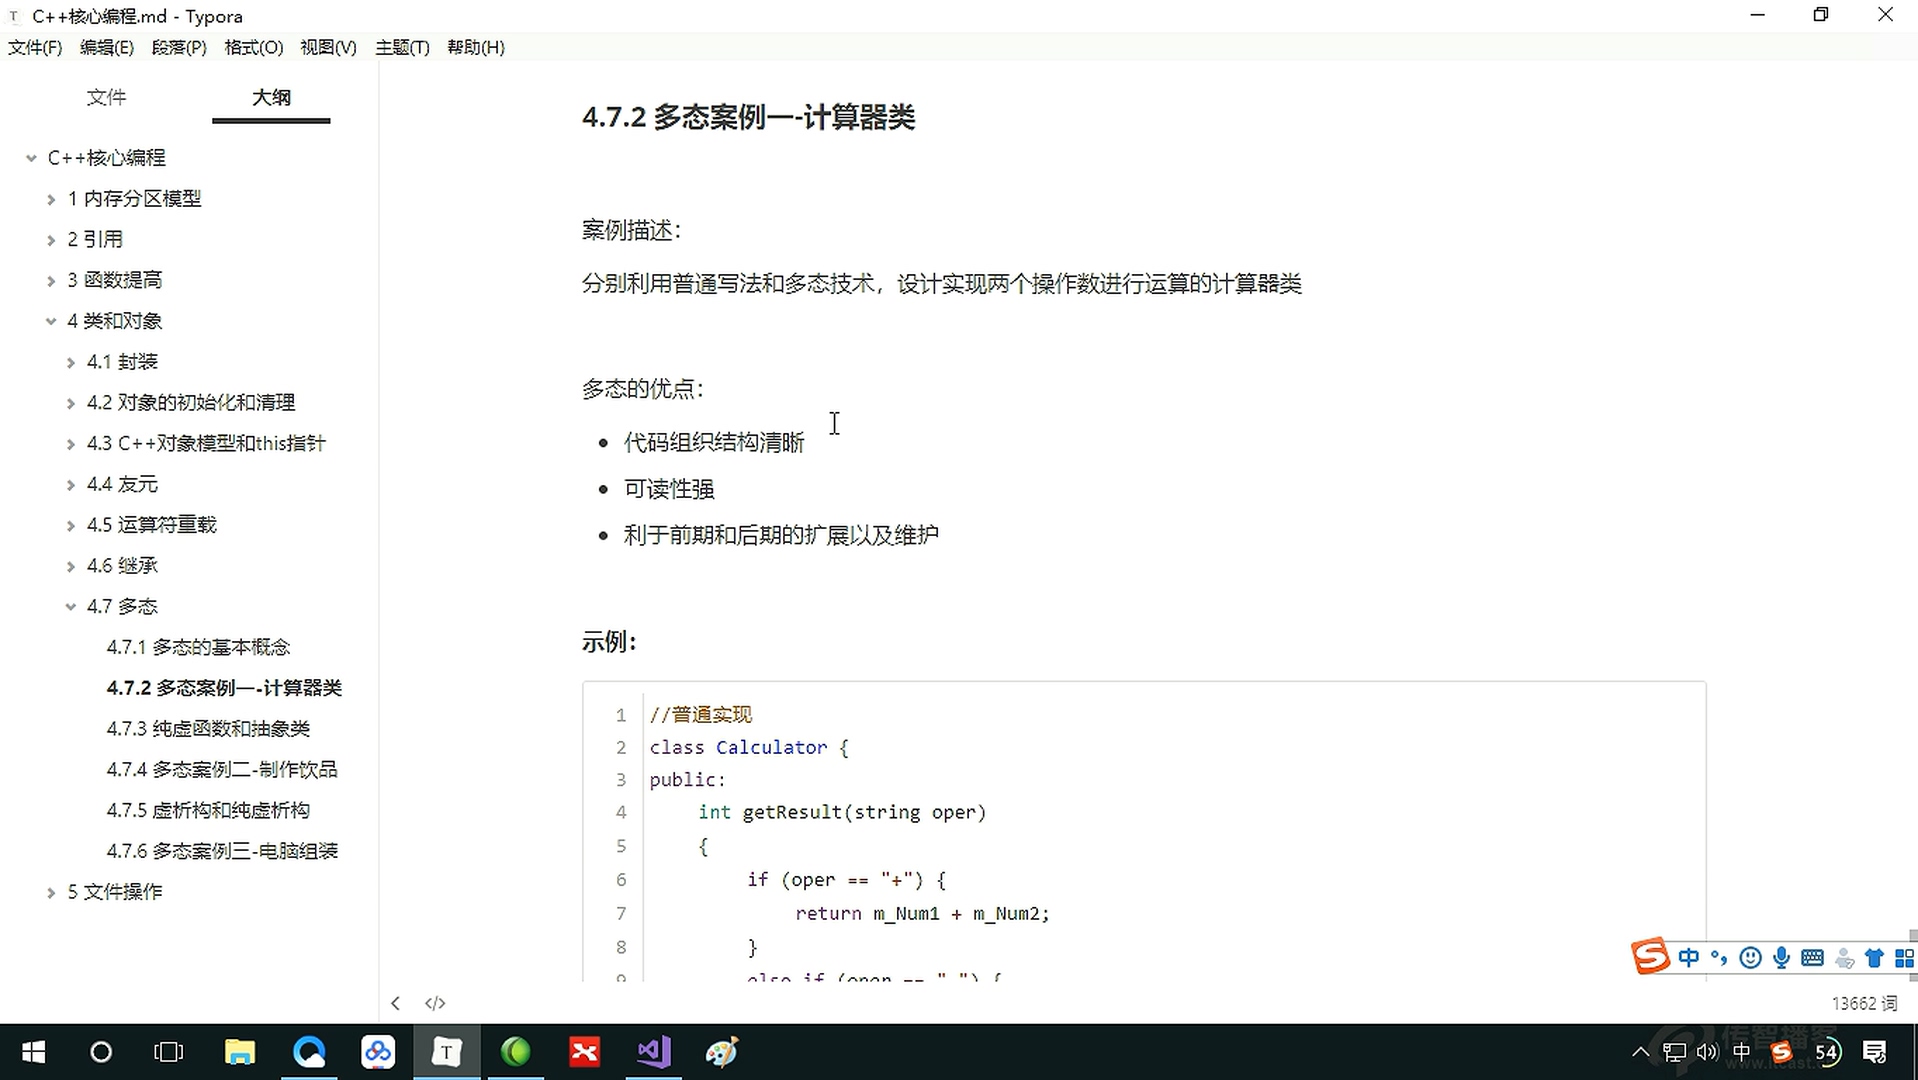 C++核心编程.md - Typora
文件(F) 编辑(E) 段落(P) 格式(O) 视图(V) 主题(T) 帮助(H)
文件 大纲
C++核心编程
1 内存分区模型
2 引用
3 函数提高
4 类和对象
4.1 封装
4.2 对象的初始化和清理
4.3 C++对象模型和this指针
4.4 友元
4.5 运算符重载
4.6 继承
4.7 多态
4.7.1 多态的基本概念
4.7.2 多态案例一-计算器类
4.7.3 纯虚函数和抽象类
4.7.4 多态案例二-制作饮品
4.7.5 虚析构和纯虚析构
4.7.6 多态案例三-电脑组装
5 文件操作
4.7.2 多态案例一-计算器类
案例描述：
分别利用普通写法和多态技术，设计实现两个操作数进行运算的计算器类
多态的优点：
代码组织结构清晰
可读性强
利于前期和后期的扩展以及维护
示例：
1 //普通实现
2 class Calculator {
3 public:
4 int getResult(string oper)
5 {
6 if (oper == "+") {
7 return m_Num1 + m_Num2;
8 }
9 else if (oper == "-") {
中
13662 词
中 54
传智播客
www.itcast.